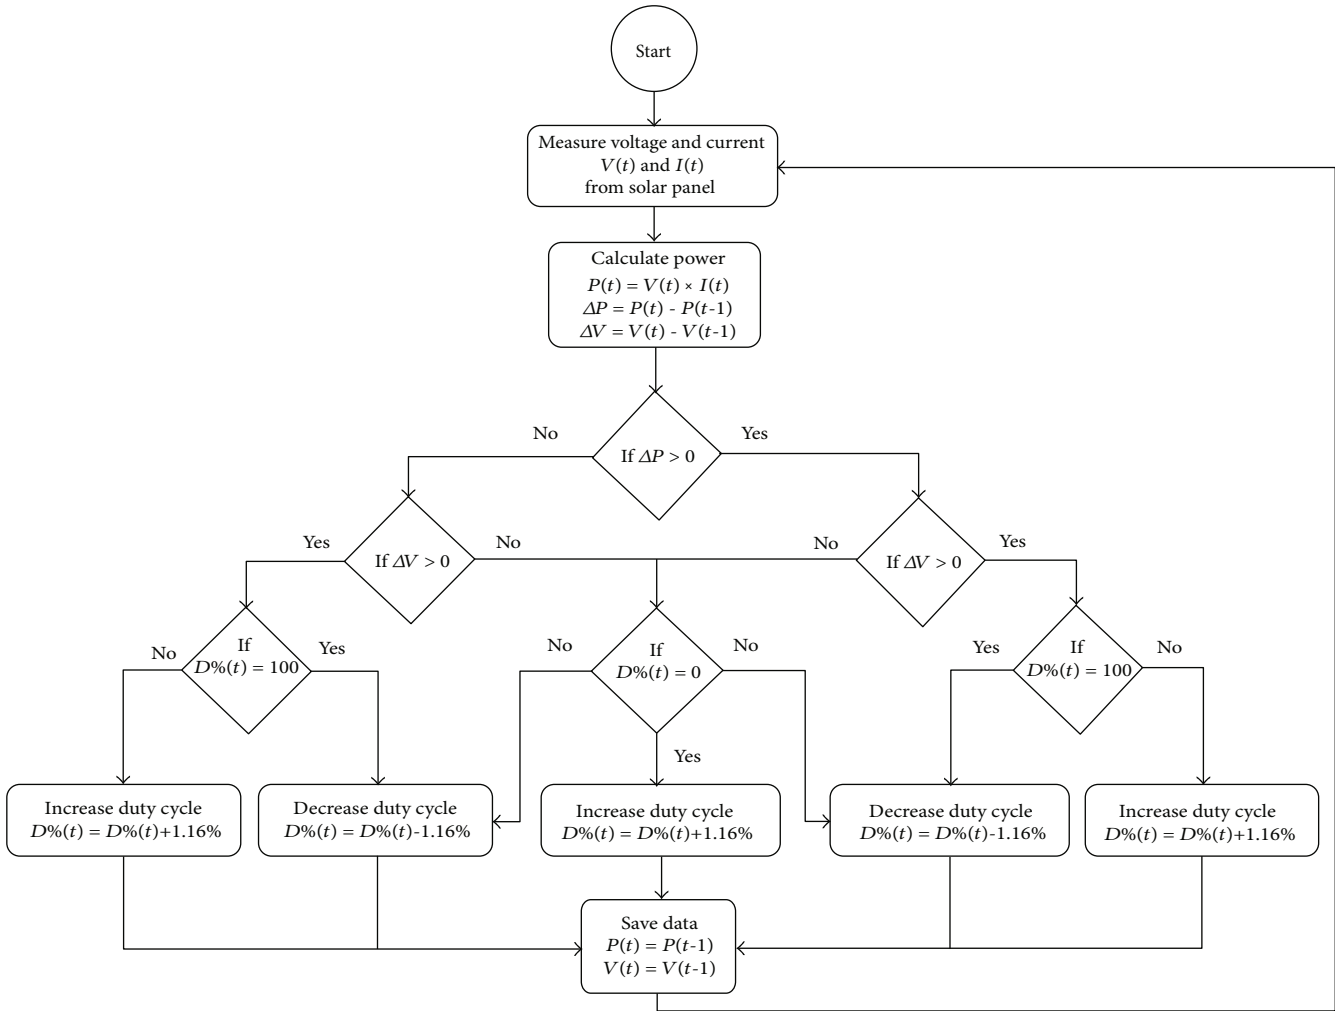 Start
Measure voltage and current
V(t) and I(t)
from solar panel
Calculate power
P(t) = V(t) × I(t)
ΔP = P(t) - P(t-1)
ΔV = V(t) - V(t-1)
No
Yes
If ΔP > 0
Yes
If ΔV > 0
No
No
If ΔV > 0
Yes
No
If
D%(t) = 100
Yes
No
If
D%(t) = 0
No
Yes
Yes
If
D%(t) = 100
No
Increase duty cycle
D%(t) = D%(t)+1.16%
Decrease duty cycle
D%(t) = D%(t)-1.16%
Increase duty cycle
D%(t) = D%(t)+1.16%
Decrease duty cycle
D%(t) = D%(t)-1.16%
Increase duty cycle
D%(t) = D%(t)+1.16%
Save data
P(t) = P(t-1)
V(t) = V(t-1)